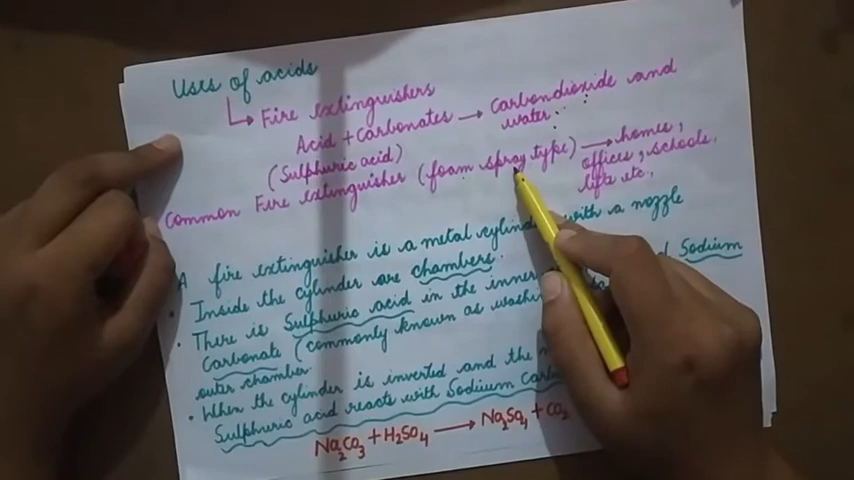 Uses of acids
Fire extinguishers
Acid + Carbonates → Carbondioxide and
water.
(Sulphuric acid)
Common Fire extinguisher (foam spray type) → homes,
offices, schools,
lifts etc.
A fire extinguisher is a metal cylinder with a nozzle
• Inside the cylinder are chambers.
• There is Sulphuric acid in the inner Sodium
Carbonate (commonly known as
outer chamber.
• When the cylinder is inverted and the
Sulphuric acid reacts with Sodium
Na2CO3 + H2SO4 → Na2SO4 + CO2